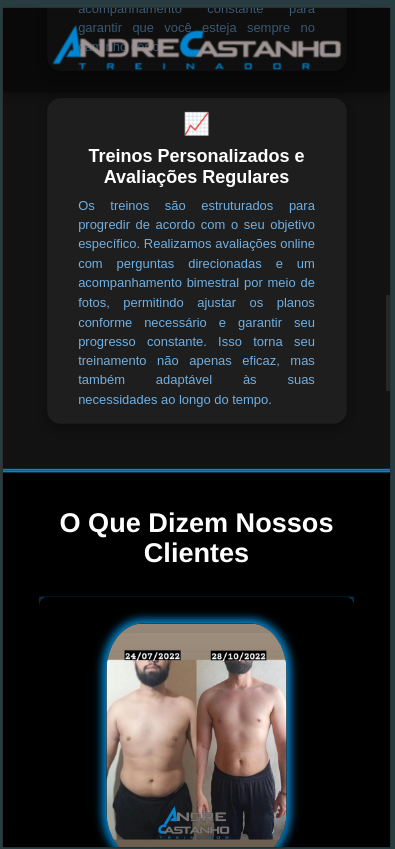 acompanhamento constante para
garantir que você esteja sempre no
ANDRE CASTANHO
TREINADOR
Treinos Personalizados e
Avaliações Regulares
Os treinos são estruturados para
progredir de acordo com o seu objetivo
específico. Realizamos avaliações online
com perguntas direcionadas e um
acompanhamento bimestral por meio de
fotos, permitindo ajustar os planos
conforme necessário e garantir seu
progresso constante. Isso torna seu
treinamento não apenas eficaz, mas
também adaptável às suas
necessidades ao longo do tempo.
O Que Dizem Nossos
Clientes
24/07/2022 28/10/2022
ANDRE
CASTANHO
TREINADOR